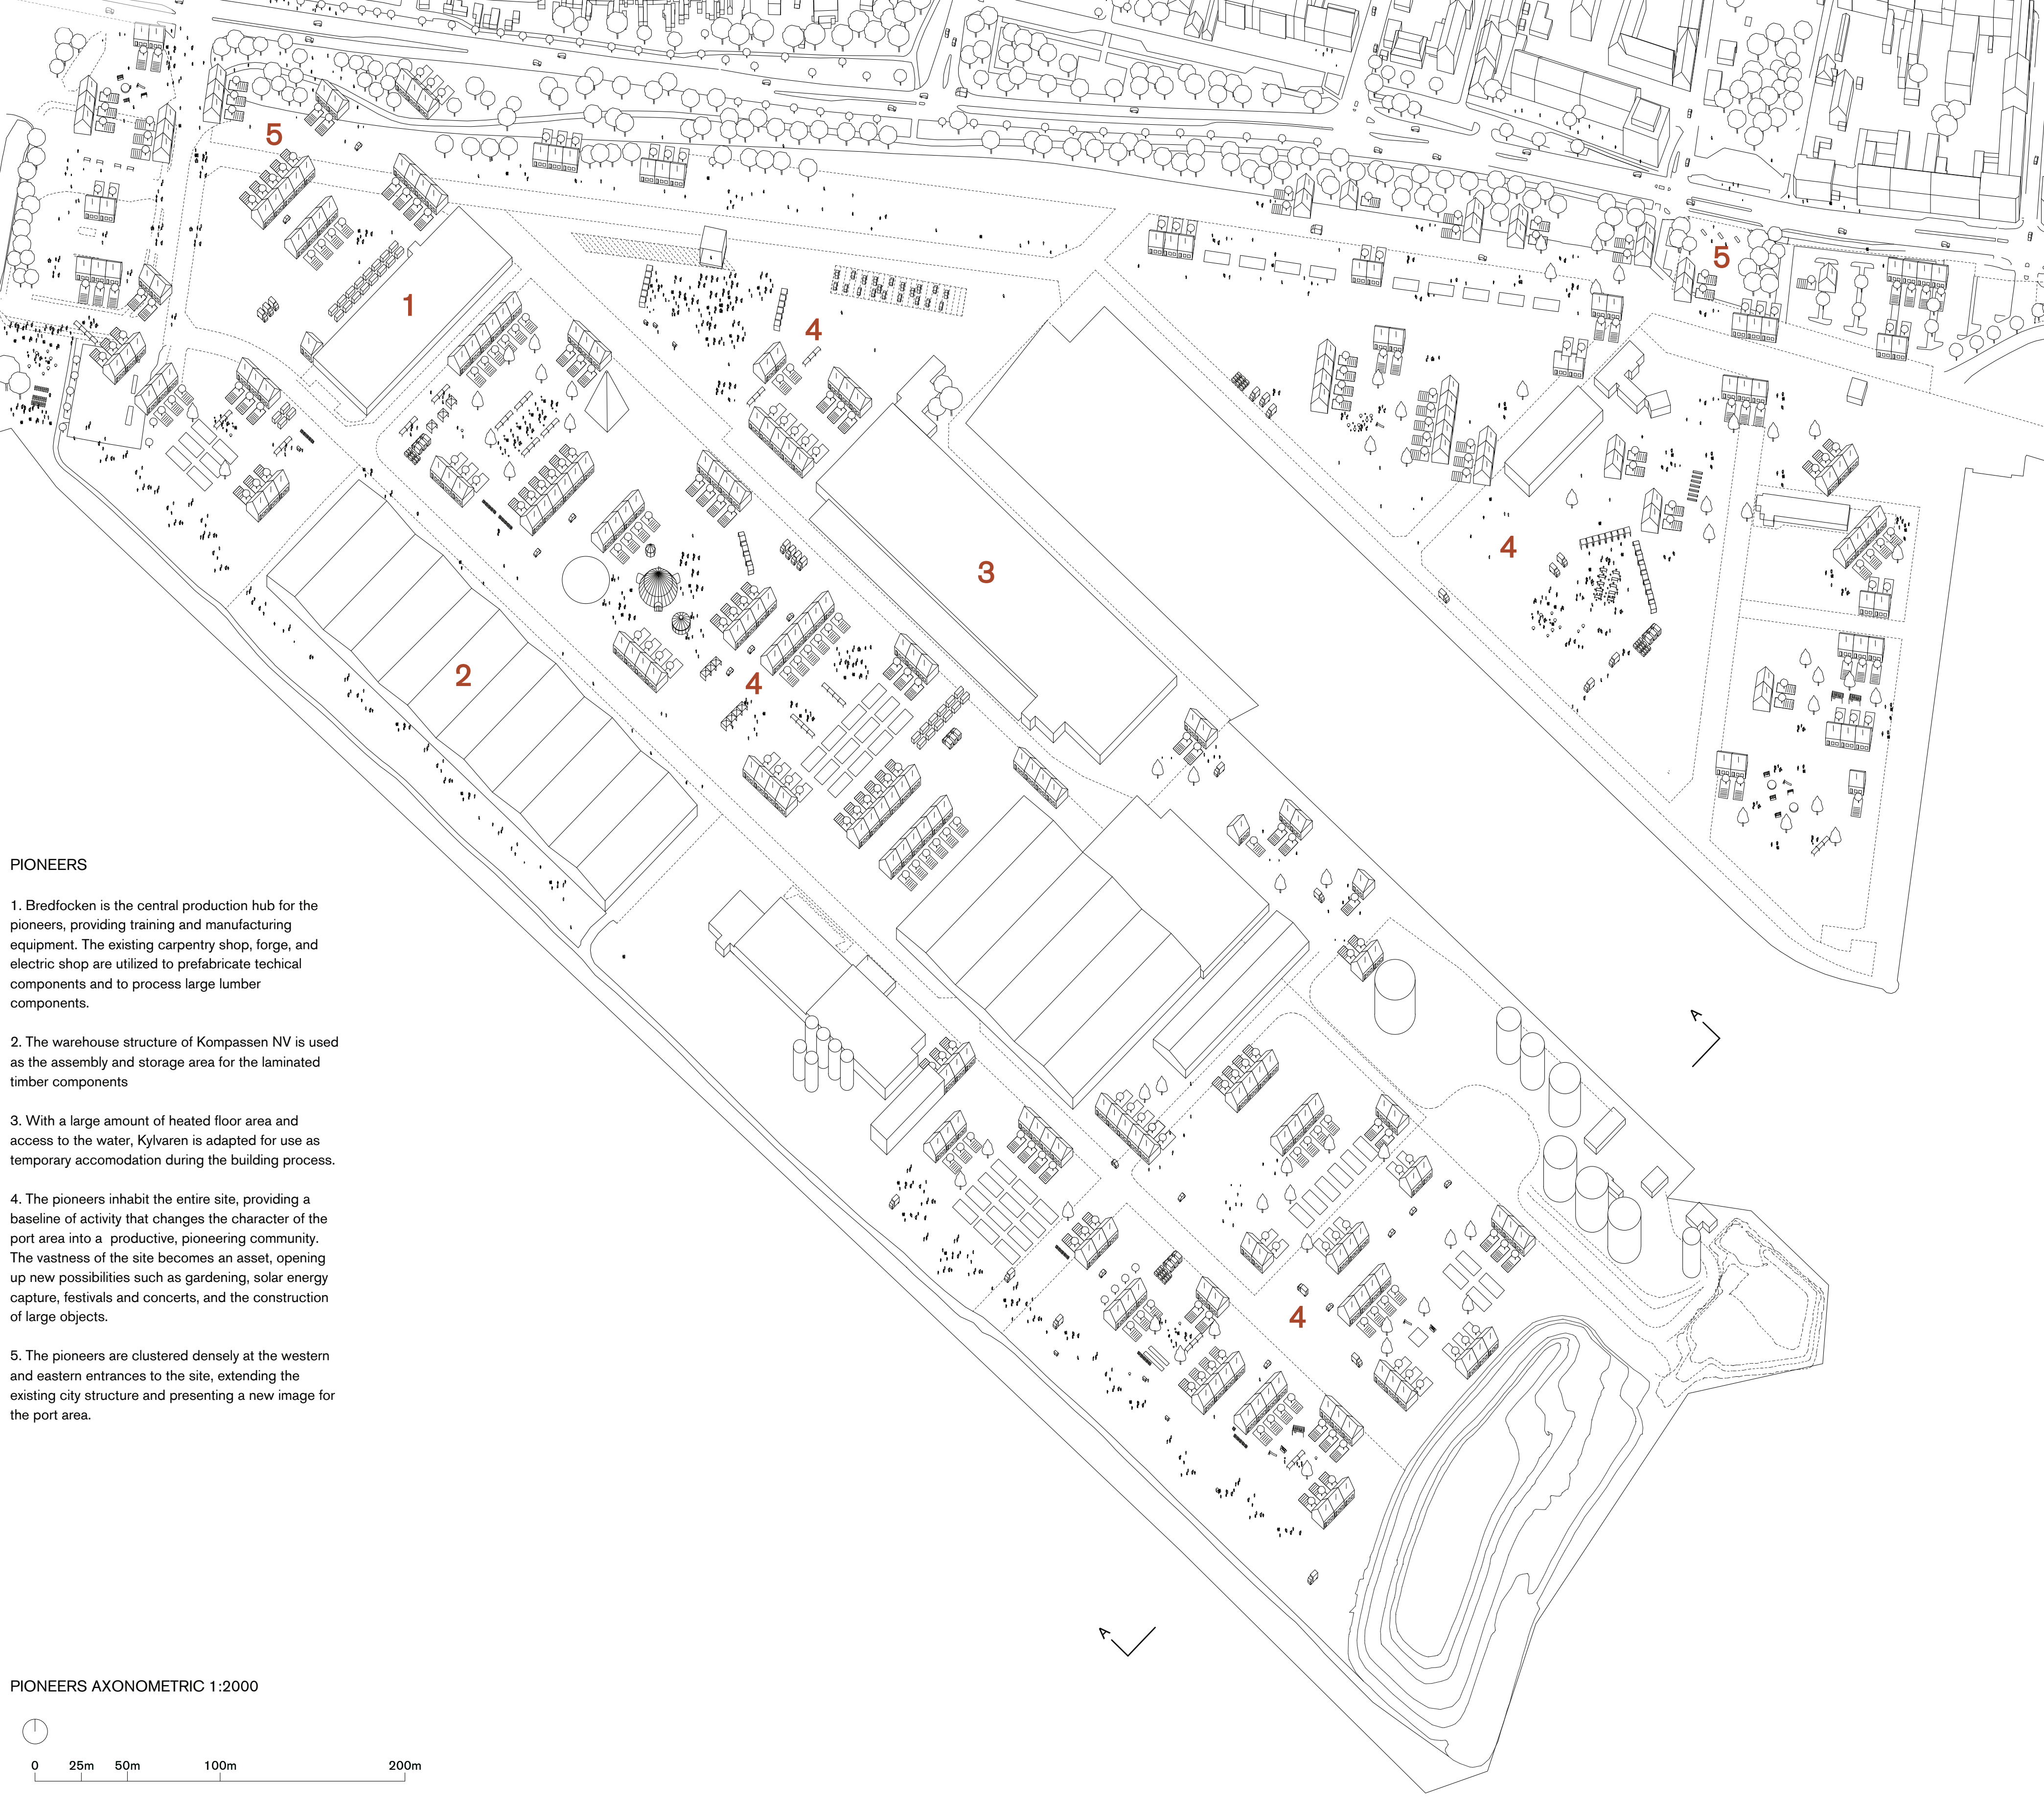 5
1
4
5
3
4
2
4
PIONEERS
1. Bredfocken is the central production hub for the
pioneers, providing training and manufacturing
equipment. The existing carpentry shop, forge, and
electric shop are utilized to prefabricate techical
components and to process large lumber
components.
2. The warehouse structure of Kompassen NV is used
as the assembly and storage area for the laminated
timber components
3. With a large amount of heated floor area and
access to the water, Kylvaren is adapted for use as
temporary accomodation during the building process.
4. The pioneers inhabit the entire site, providing a
baseline of activity that changes the character of the
port area into a  productive, pioneering community.
The vastness of the site becomes an asset, opening
up new possibilities such as gardening, solar energy
capture, festivals and concerts, and the construction
of large objects.
5. The pioneers are clustered densely at the western
and eastern entrances to the site, extending the
existing city structure and presenting a new image for
the port area.
A
4
A
PIONEERS AXONOMETRIC 1:2000
0 25m 50m 100m 200m